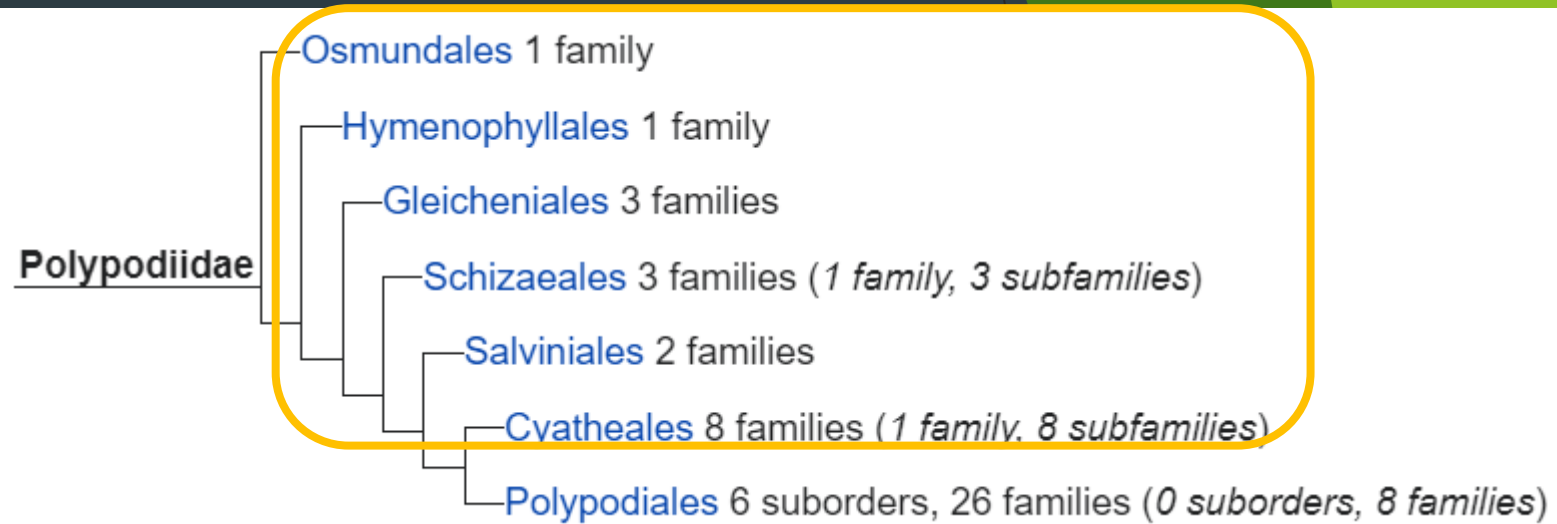 Osmundales 1 family
Hymenophyllales 1 family
Gleicheniales 3 families
Polypodiidae
Schizaeales 3 families (1 family, 3 subfamilies)
Salviniales 2 families
Cyatheales 8 families (1 family, 8 subfamilies)
Polypodiales 6 suborders, 26 families (0 suborders, 8 families)